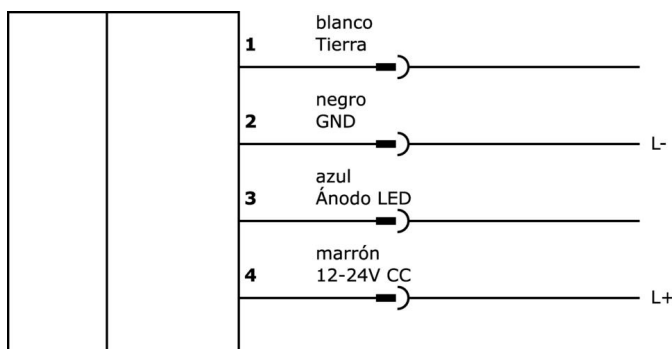 blanco
1 Tierra
negro
2 GND
L-
azul
3 Ánodo LED
marrón
4 12-24V CC
L+